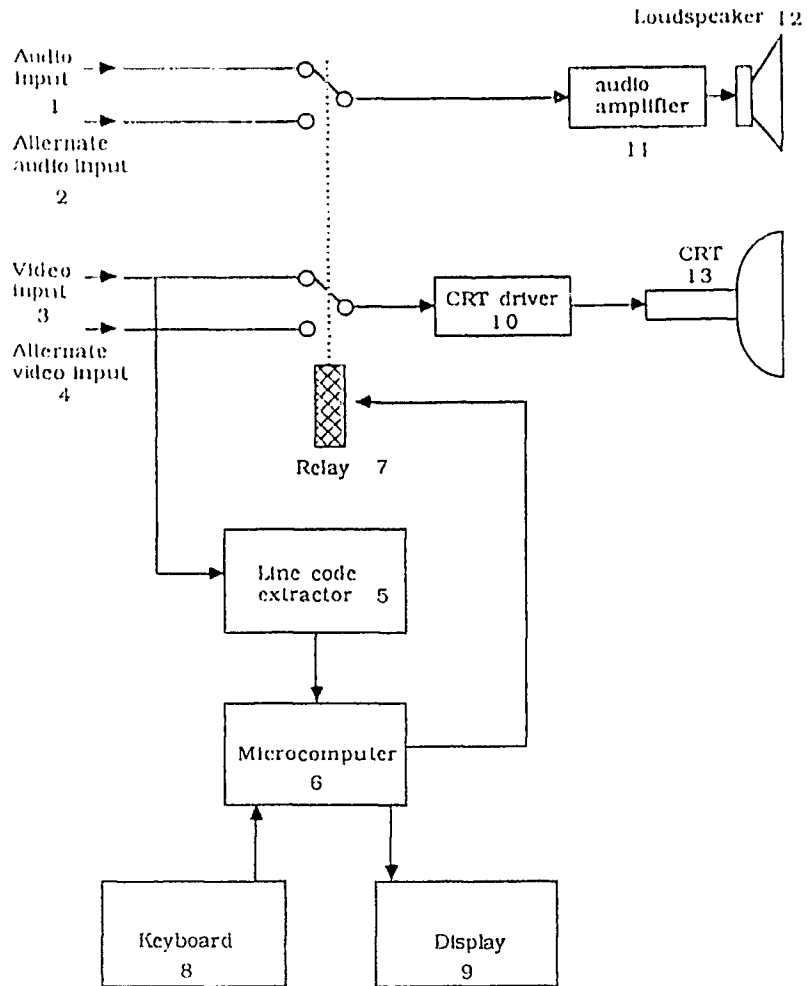 Loudspeaker 12
Audio
input
1
Alternate
audio input
2
audio
amplifier
11
Video
input
3
Alternate
video input
4
CRT
13
CRT driver
10
Relay 7
Line code
extractor 5
Microcomputer
6
Keyboard
8
Display
9